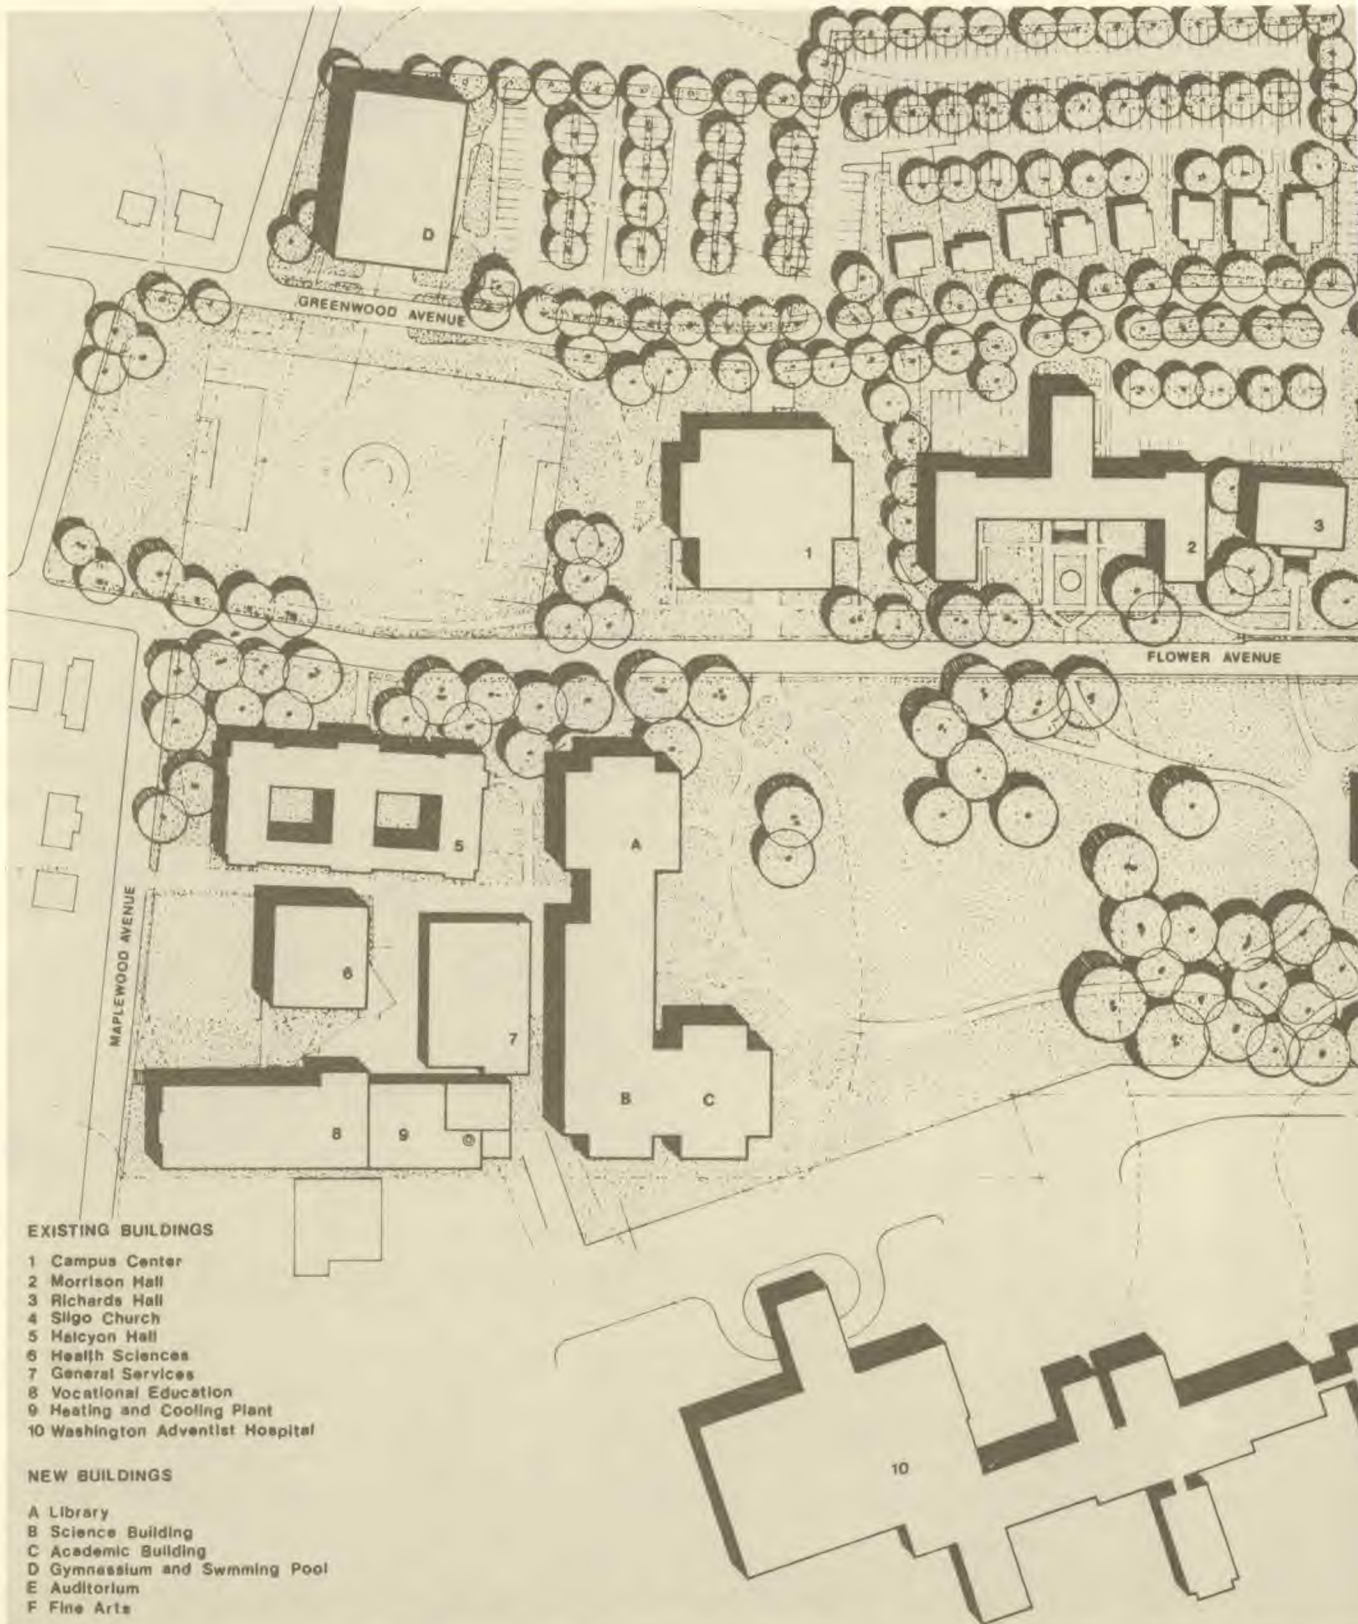 D
GREENWOOD AVENUE
1
2
3
FLOWER AVENUE
5
A
MAPLEWOOD AVENUE
6
7
B
C
8
9
10
EXISTING BUILDINGS
1 Campus Center
2 Morrison Hall
3 Richards Hall
4 Sligo Church
5 Halcyon Hall
6 Health Sciences
7 General Services
8 Vocational Education
9 Heating and Cooling Plant
10 Washington Adventist Hospital
NEW BUILDINGS
A Library
B Science Building
C Academic Building
D Gymnasium and Swmming Pool
E Auditorium
F Fine Arts